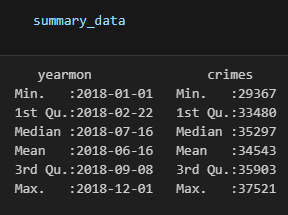 summary_data
yearmon crimes
Min. :2018-01-01 Min. :29367
1st Qu.:2018-02-22 1st Qu.:33480
Median :2018-07-16 Median :35297
Mean :2018-06-16 Mean :34543
3rd Qu.:2018-09-08 3rd Qu.:35903
Max. :2018-12-01 Max. :37521